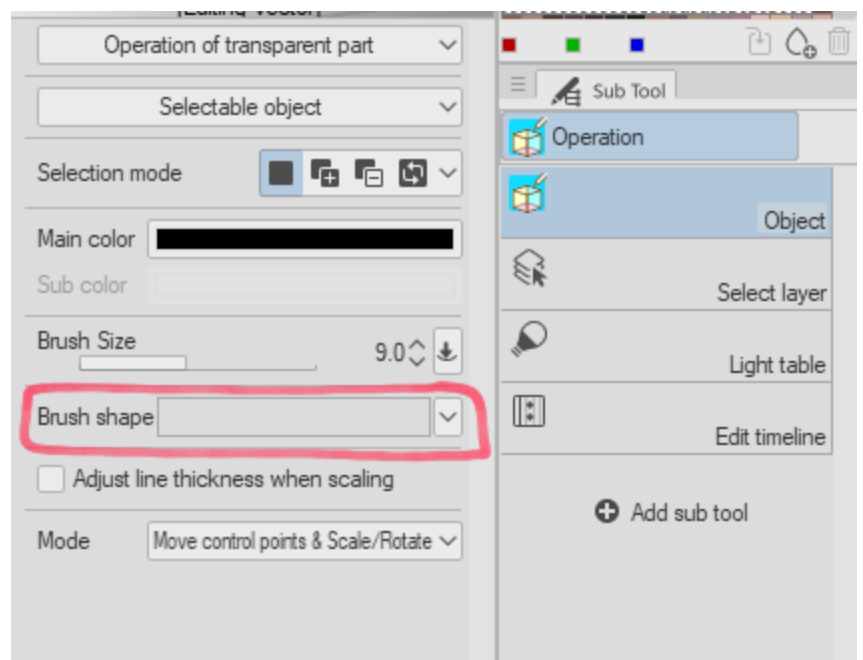 [Editing Vector]
Operation of transparent part
Selectable object
Selection mode
Main color
Sub color
Brush Size
9.0
Brush shape
Adjust line thickness when scaling
Mode
Move control points & Scale/Rotate
Sub Tool
Operation
Object
Select layer
Light table
Edit timeline
Add sub tool